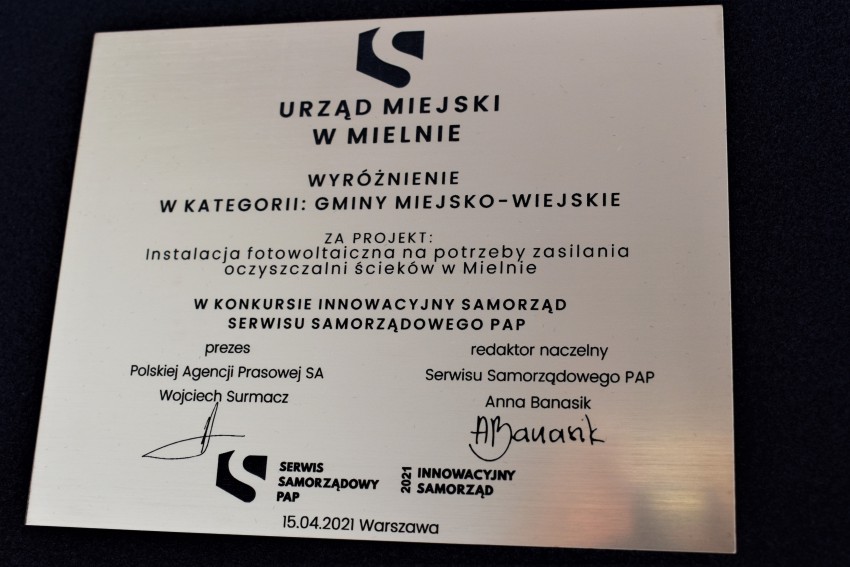 URZĄD MIEJSKI
W MIELNIE
WYRÓŻNIENIE
W KATEGORII: GMINY MIEJSKO-WIEJSKIE
ZA PROJEKT:
Instalacja fotowoltaiczna na potrzeby zasilania
oczyszczalni ścieków w Mielnie
W KONKURSIE INNOWACYJNY SAMORZĄD
SERWISU SAMORZĄDOWEGO PAP
prezes
Polskiej Agencji Prasowej SA
Wojciech Surmacz
redaktor naczelny
Serwisu Samorządowego PAP
Anna Banasik
ABanasik
SERWIS
SAMORZĄDOWY
PAP
2021
INNOWACYJNY
SAMORZĄD
15.04.2021 Warszawa